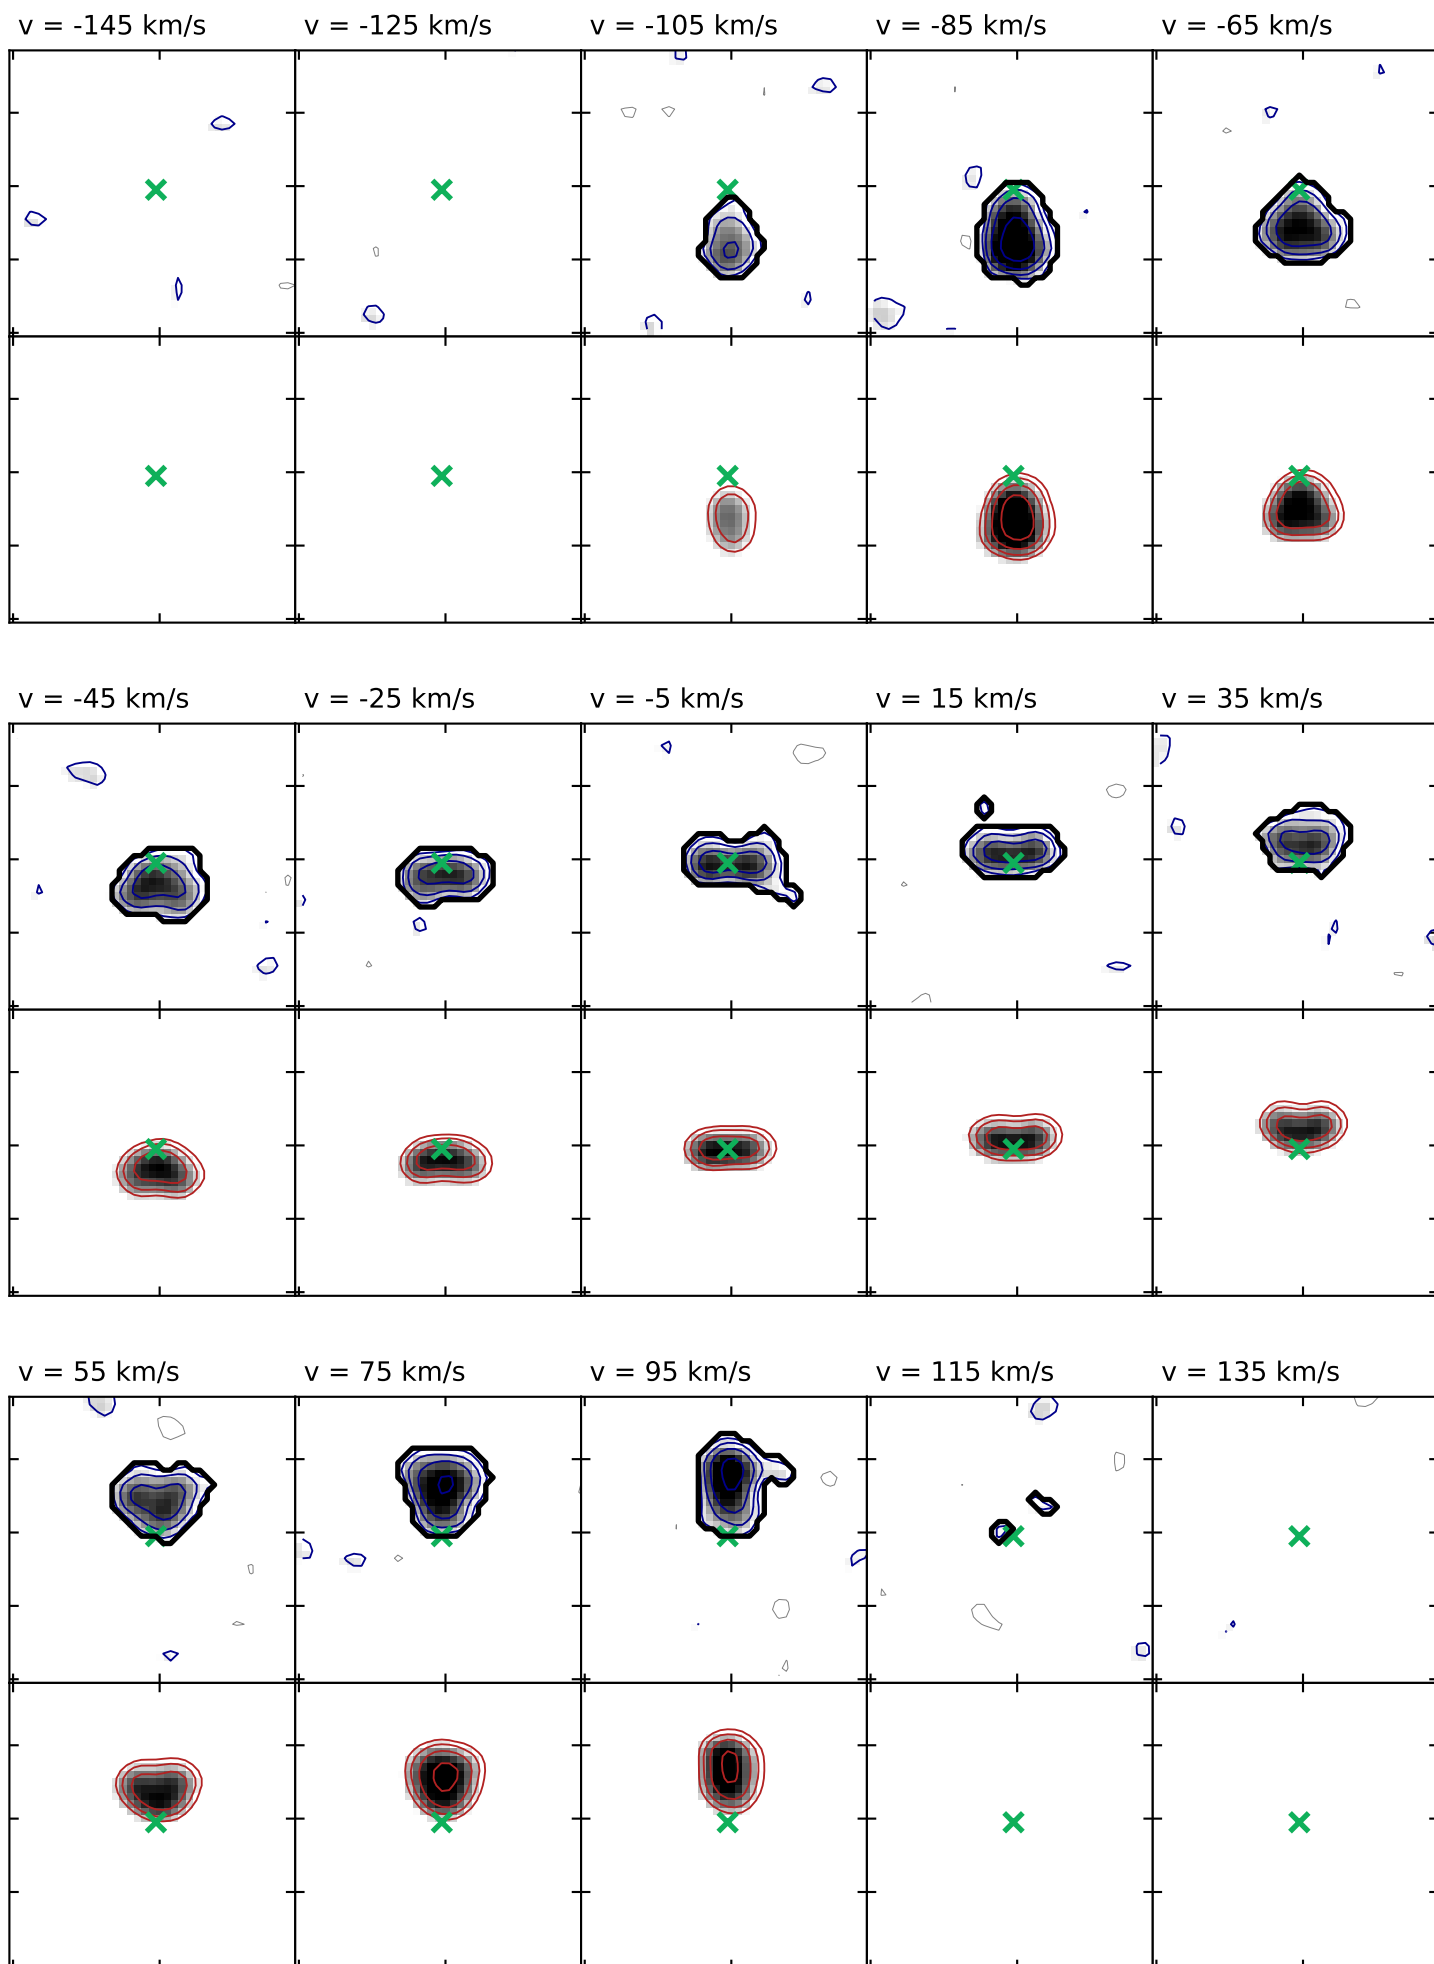 v = -145 km/s
v = -125 km/s
v = -105 km/s
v = -85 km/s
v = -65 km/s
v = -45 km/s
v = -25 km/s
v = -5 km/s
v = 15 km/s
v = 35 km/s
v = 55 km/s
v = 75 km/s
v = 95 km/s
v = 115 km/s
v = 135 km/s